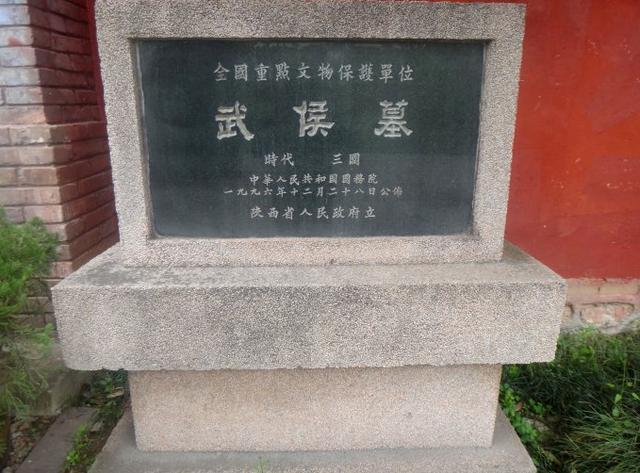 全國重點文物保護單位
武侯墓
時代 三國
中華人民共和国國務院
一九九六年十二月二十八日公佈
陝西省人民政府立